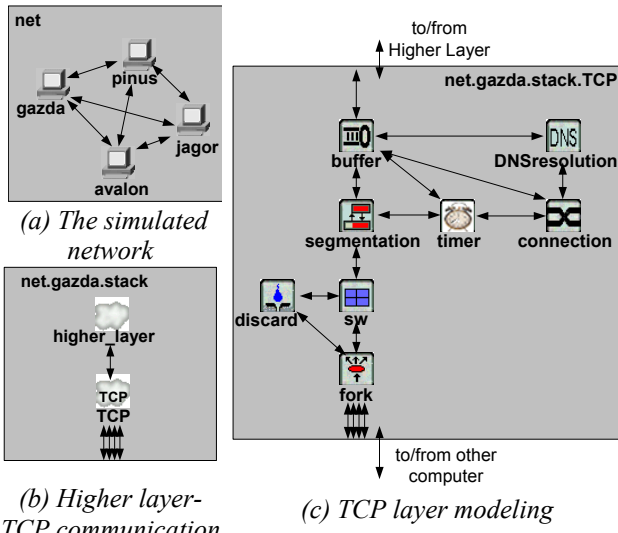 net
pinus
gazda
jagor
avalon
(a) The simulated
network
net.gazda.stack
higher_layer
TCP
TCP
(b) Higher layer-
TCP communication
to/from
Higher Layer
net.gazda.stack.TCP
DNS
buffer
DNSresolution
segmentation
timer
connection
discard
sw
fork
to/from other
computer
(c) TCP layer modeling